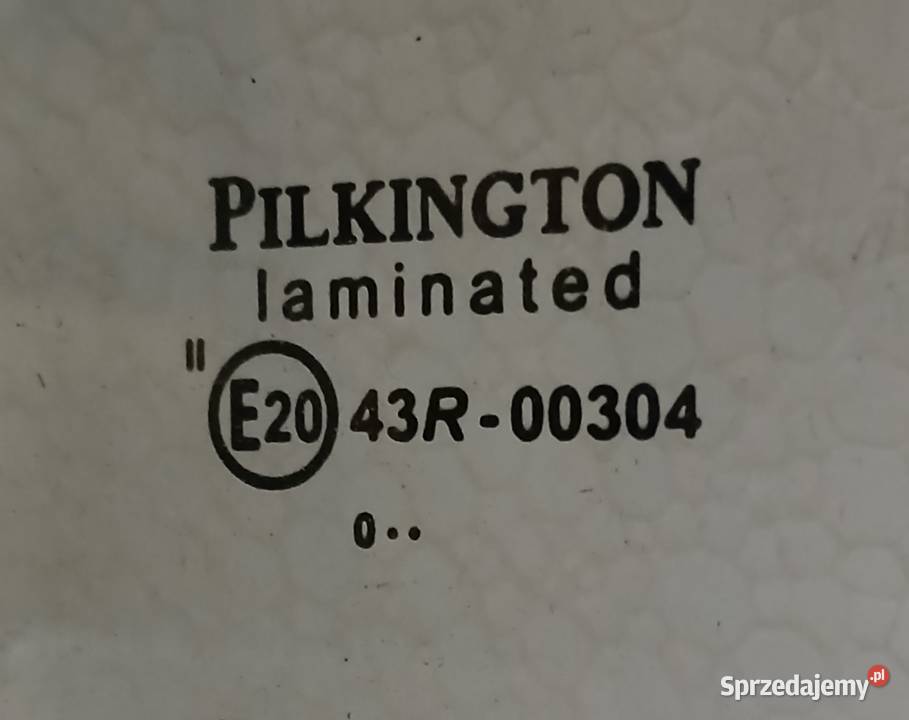 PILKINGTON
laminated
II E20 43R-00304
0••
Sprzedajemy.pl